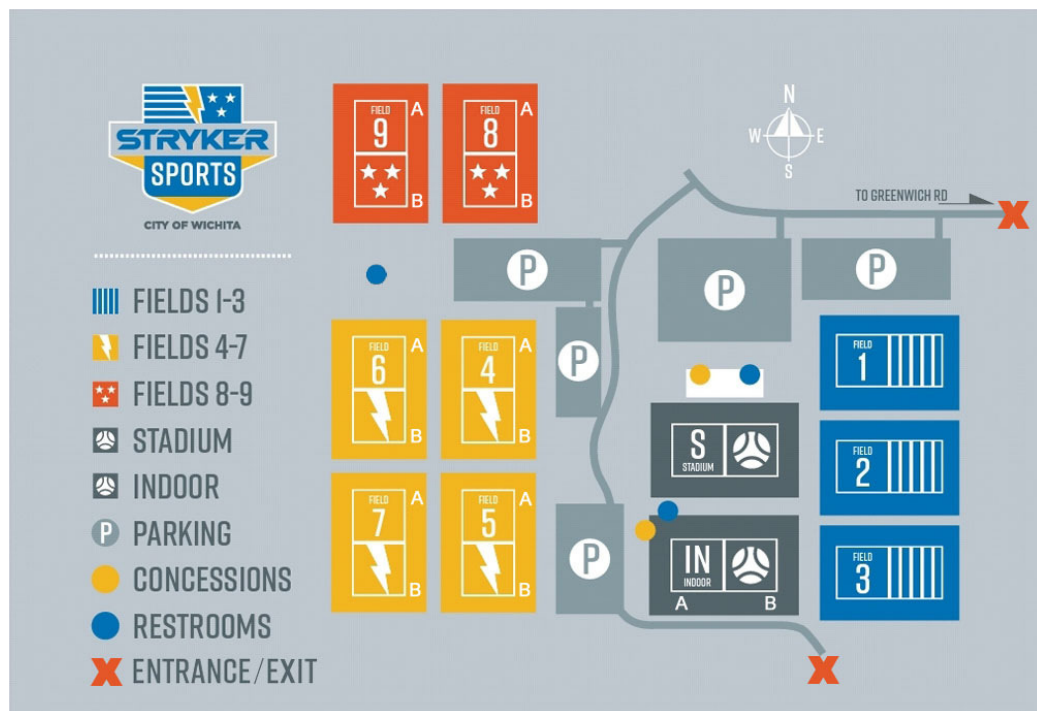 STRYKER
SPORTS
CITY OF WICHITA
FIELDS 1-3
FIELDS 4-7
FIELDS 8-9
STADIUM
INDOOR
P PARKING
CONCESSIONS
RESTROOMS
X ENTRANCE/EXIT
FIELD
9
A
B
FIELD
8
A
B
N
W E
S
TO GREENWICH RD
X
P
P
P
P
FIELD
6
A
B
FIELD
4
A
B
FIELD
1
S
STADIUM
FIELD
2
FIELD
7
A
B
FIELD
5
A
B
P
IN
INDOOR
A B
FIELD
3
X